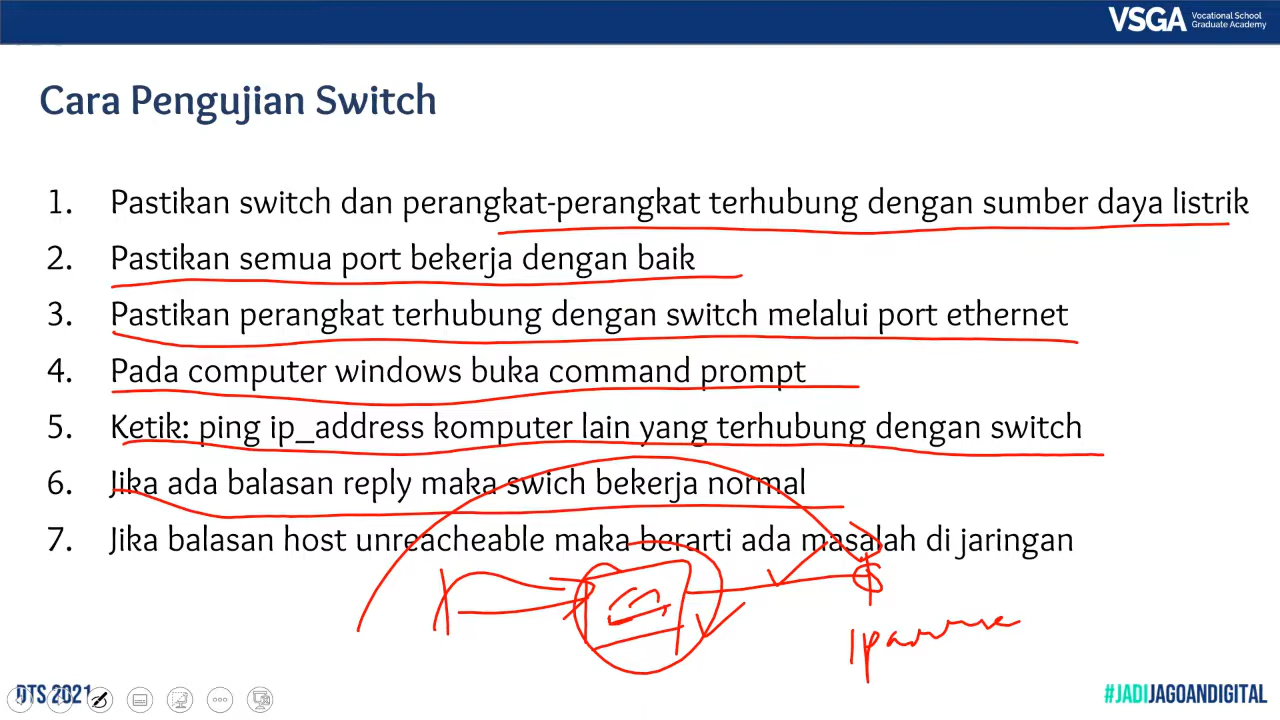 VSGA Vocational School
Graduate Academy
Cara Pengujian Switch
1. Pastikan switch dan perangkat-perangkat terhubung dengan sumber daya listrik
2. Pastikan semua port bekerja dengan baik
3. Pastikan perangkat terhubung dengan switch melalui port ethernet
4. Pada computer windows buka command prompt
5. Ketik: ping ip_address komputer lain yang terhubung dengan switch
6. Jika ada balasan reply maka swich bekerja normal
7. Jika balasan host unreacheable maka berarti ada masalah di jaringan
DTS 2021
#JADIJAGOANDIGITAL